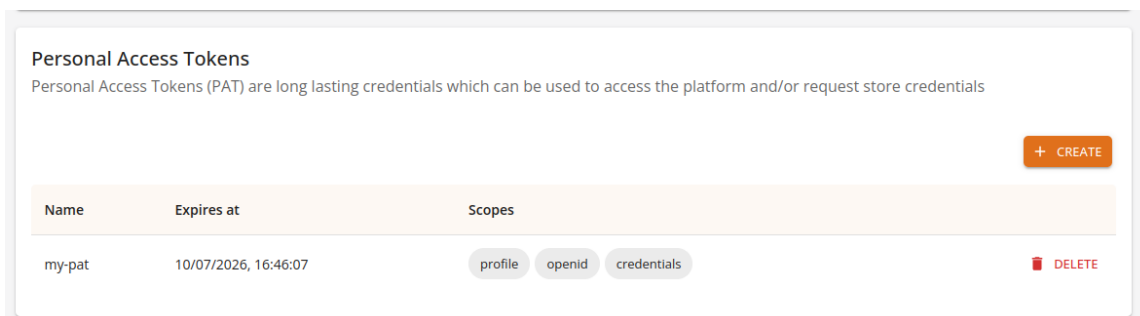 Personal Access Tokens
Personal Access Tokens (PAT) are long lasting credentials which can be used to access the platform and/or request store credentials
+ CREATE
Name Expires at Scopes
my-pat 10/07/2026, 16:46:07 profile openid credentials DELETE